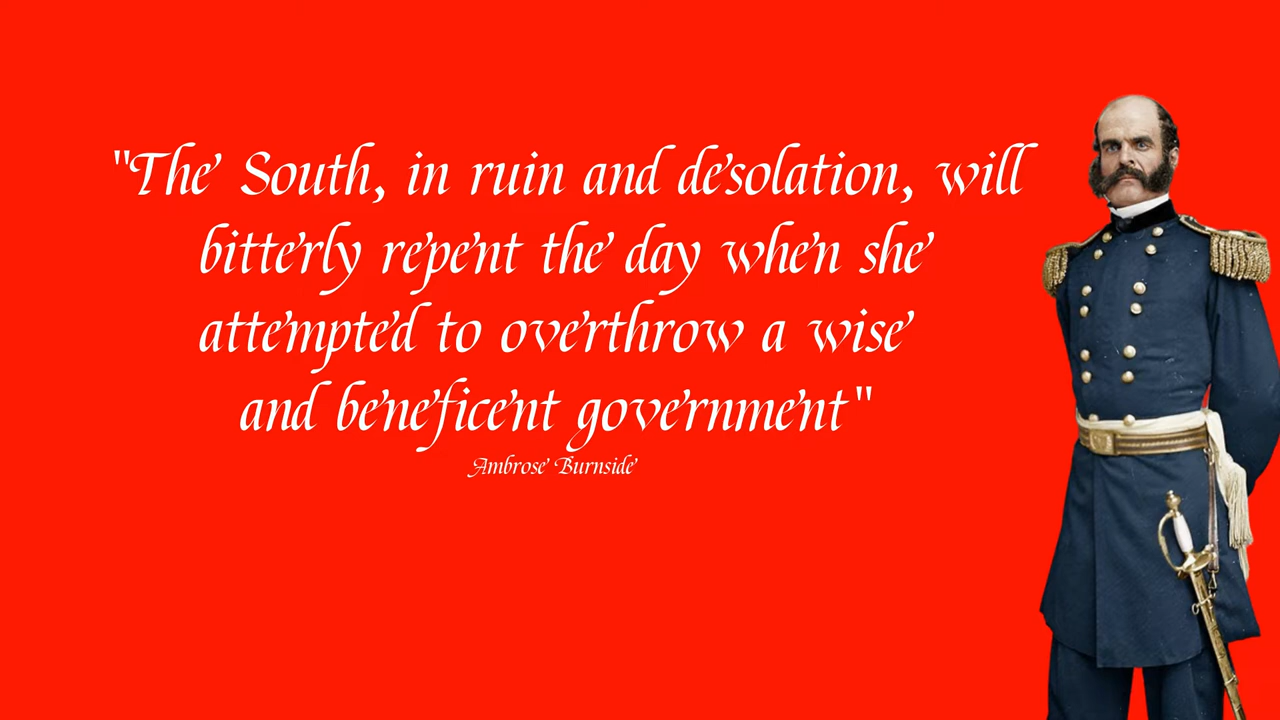 "The South, in ruin and desolation, will
bitterly repent the day when she
attempted to overthrow a wise
and beneficent government"
Ambrose Burnside